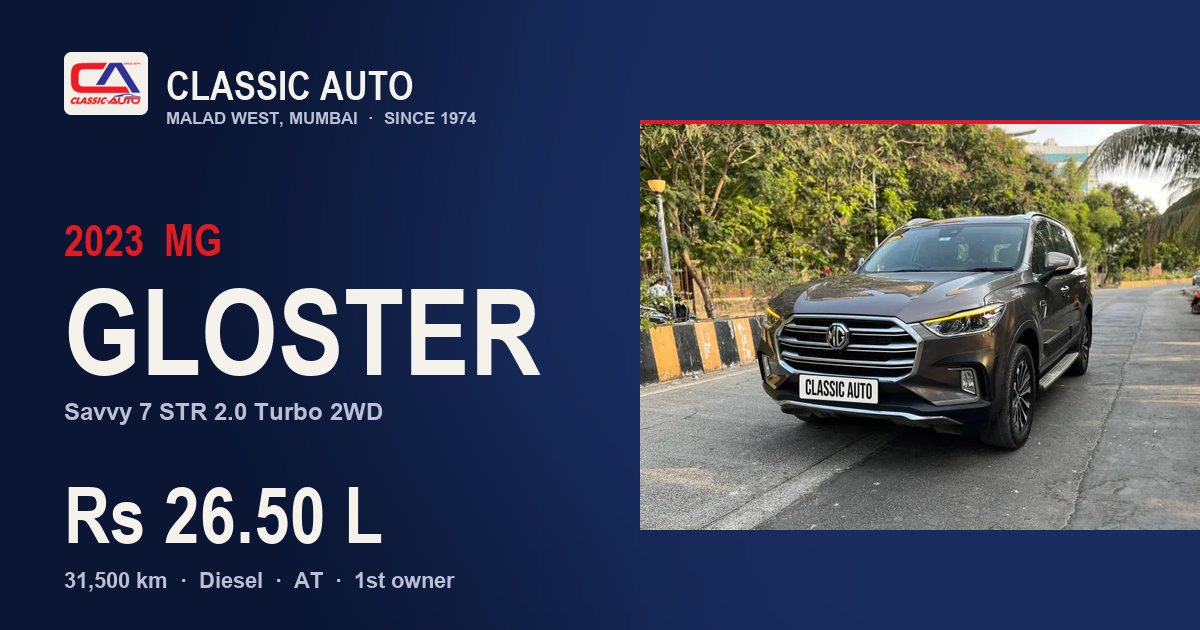 CA
CLASSIC-AUTO
CLASSIC AUTO
MALAD WEST, MUMBAI · SINCE 1974
2023 MG
GLOSTER
Savvy 7 STR 2.0 Turbo 2WD
Rs 26.50 L
31,500 km · Diesel · AT · 1st owner
MG
CLASSIC AUTO